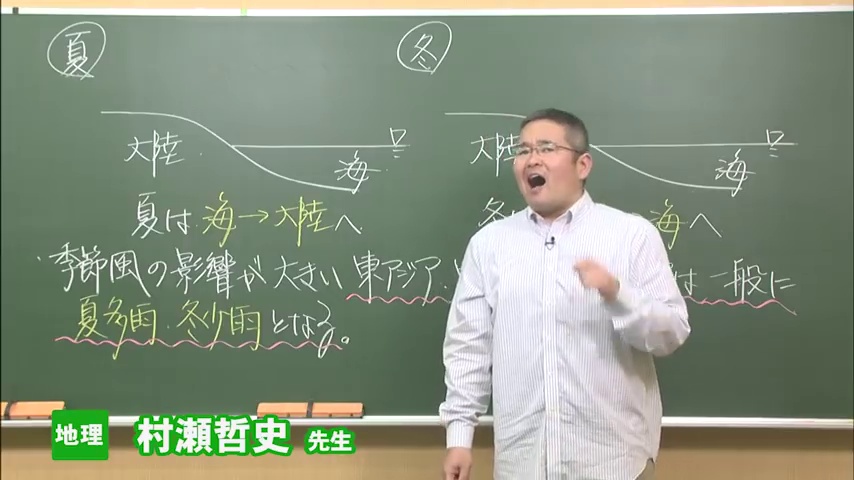 夏
冬
大陸
海
大陸
海
夏は 海→大陸へ
海へ
季節風の影響が大きい 東アジア
は一般に
夏多雨・冬少雨となる。
地理 村瀬哲史 先生